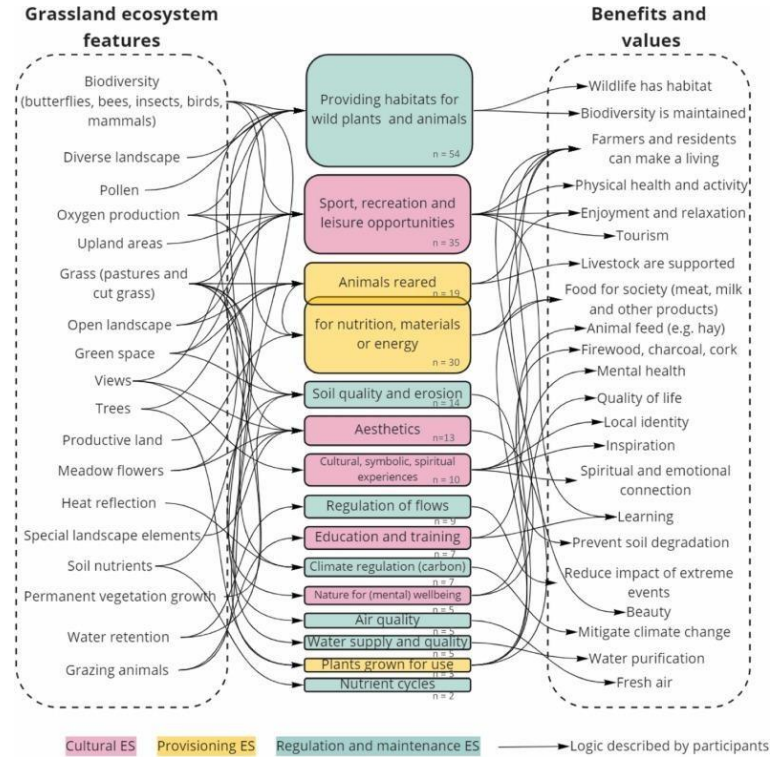 Grassland ecosystem
features
Biodiversity
(butterflies, bees, insects, birds,
mammals)
Diverse landscape
Pollen
Oxygen production
Upland areas
Grass (pastures and
cut grass)
Open landscape
Green space
Views
Trees
Productive land
Meadow flowers
Heat reflection
Special landscape elements
Soil nutrients
Permanent vegetation growth
Water retention
Grazing animals
Providing habitats for
wild plants and animals
n = 54
Sport, recreation and
leisure opportunities
n = 35
Animals reared
n = 19
for nutrition, materials
or energy
n = 30
Soil quality and erosion
n = 14
Aesthetics
n=13
Cultural, symbolic, spiritual
experiences
n = 10
Regulation of flows
n = 9
Education and training
n = 7
Climate regulation (carbon)
n = 7
Nature for (mental) wellbeing
n = 5
Air quality
n = 5
Water supply and quality
n = 5
Plants grown for use
n = 3
Nutrient cycles
n = 2
Benefits and
values
Wildlife has habitat
Biodiversity is maintained
Farmers and residents
can make a living
Physical health and activity
Enjoyment and relaxation
Tourism
Livestock are supported
Food for society (meat, milk
and other products)
Animal feed (e.g. hay)
Firewood, charcoal, cork
Mental health
Quality of life
Local identity
Inspiration
Spiritual and emotional
connection
Learning
Prevent soil degradation
Reduce impact of extreme
events
Beauty
Mitigate climate change
Water purification
Fresh air
Cultural ES
Provisioning ES
Regulation and maintenance ES
Logic described by participants